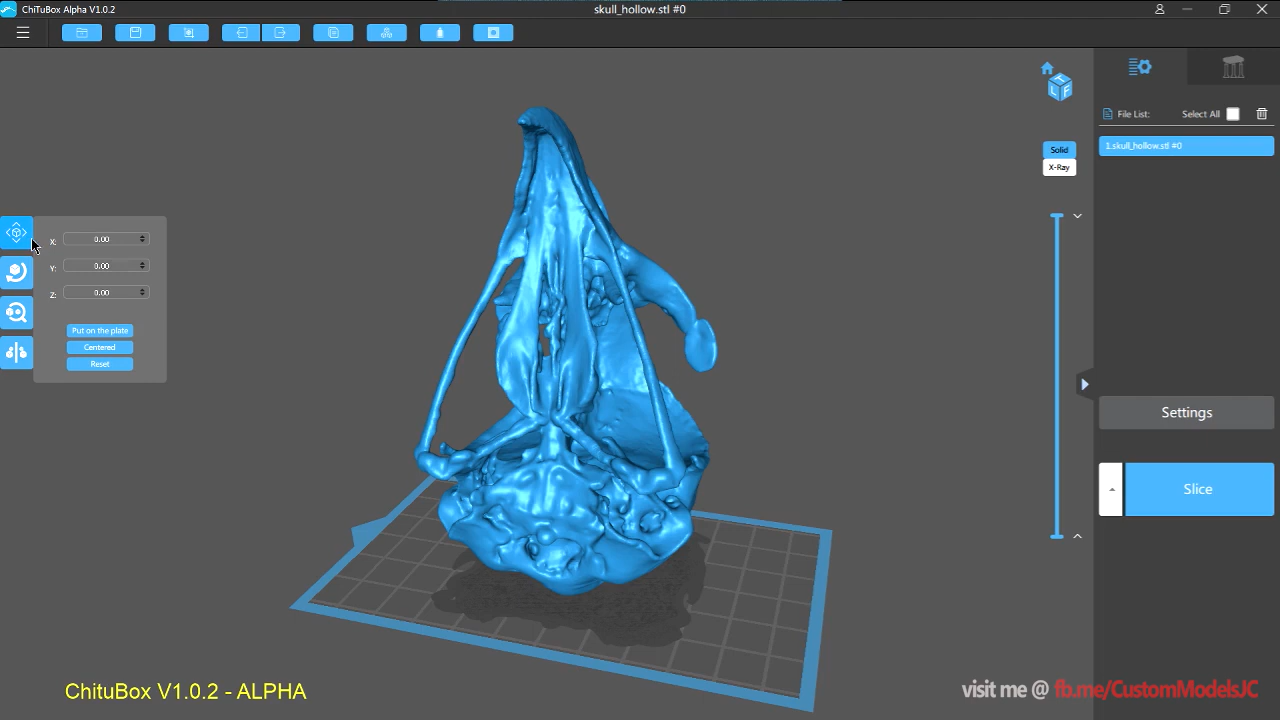 ChiTuBox Alpha V1.0.2
skull_hollow.stl #0
File List:
Select All
1.skull_hollow.stl #0
Solid
X-Ray
X: 0.00
Y: 0.00
Z: 0.00
Put on the plate
Centered
Reset
Settings
Slice
ChituBox V1.0.2 - ALPHA
visit me @ fb.me/CustomModelsJC